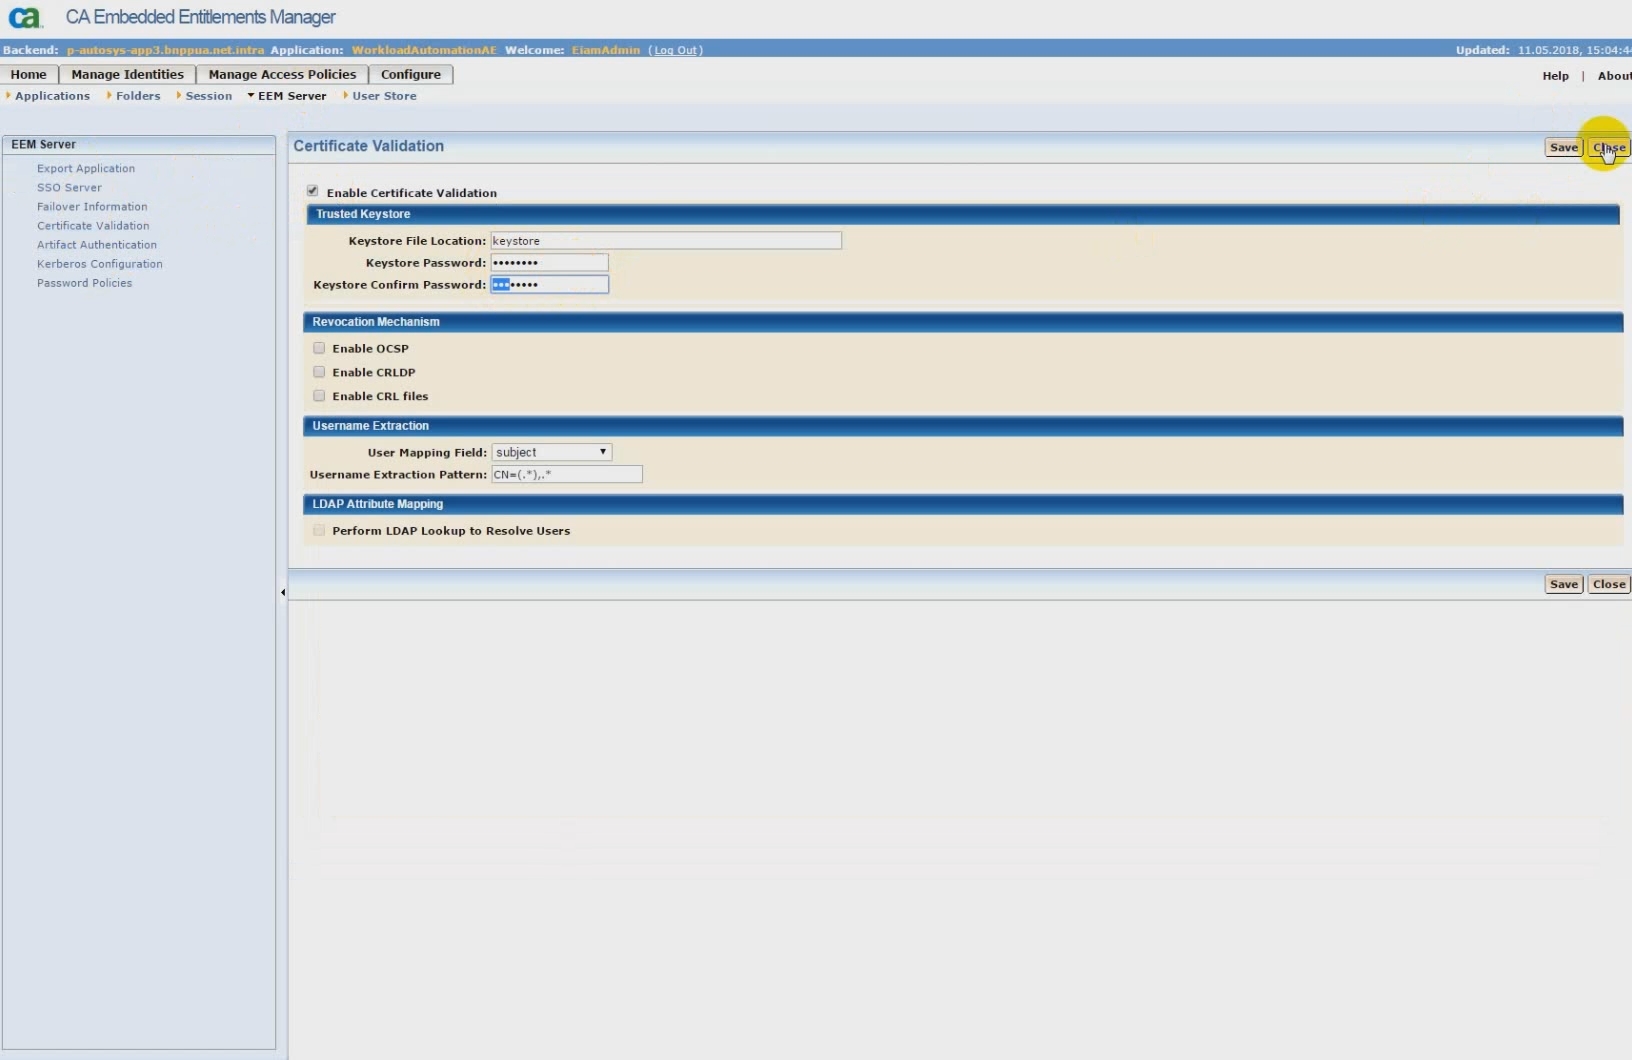 ca CA Embedded Entitlements Manager
Backend: p-autosys-app3.bnppua.net.intra Application: WorkloadAutomationAE Welcome: EiamAdmin (Log Out) Updated: 11.05.2018, 15:04:4
Home Manage Identities Manage Access Policies Configure Help | About
Applications Folders Session EEM Server User Store
EEM Server
Export Application
SSO Server
Failover Information
Certificate Validation
Artifact Authentication
Kerberos Configuration
Password Policies
Certificate Validation Save Close
Enable Certificate Validation
Trusted Keystore
Keystore File Location: keystore
Keystore Password: ••••••••
Keystore Confirm Password: ••••••••
Revocation Mechanism
Enable OCSP
Enable CRLDP
Enable CRL files
Username Extraction
User Mapping Field: subject
Username Extraction Pattern: CN=(.*),.*
LDAP Attribute Mapping
Perform LDAP Lookup to Resolve Users
Save Close